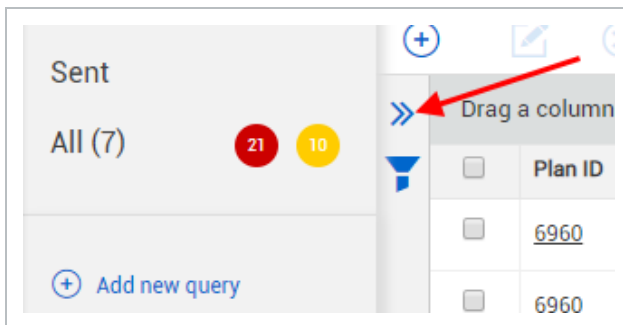 Sent
All (7)
21
10
Add new query
Drag a column
Plan ID
6960
6960